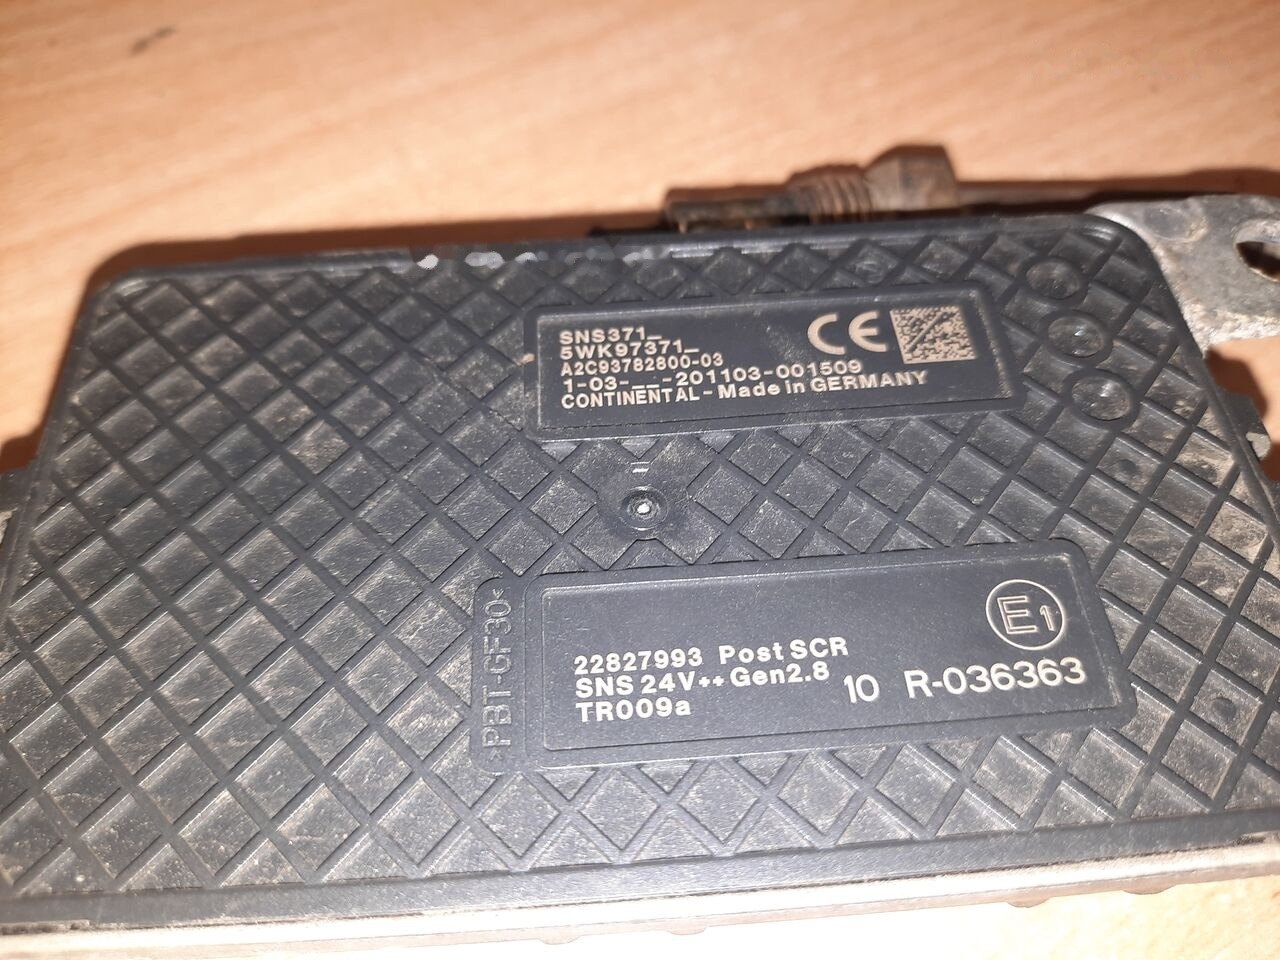 SNS371_
5WK97371_
A2C93782800-03
1-03-__-201103-001509
CONTINENTAL - Made in GERMANY
CE
>PBT-GF30<
E1
22827993 Post SCR
SNS 24V++ Gen2.8
TR009a
10 R-036363